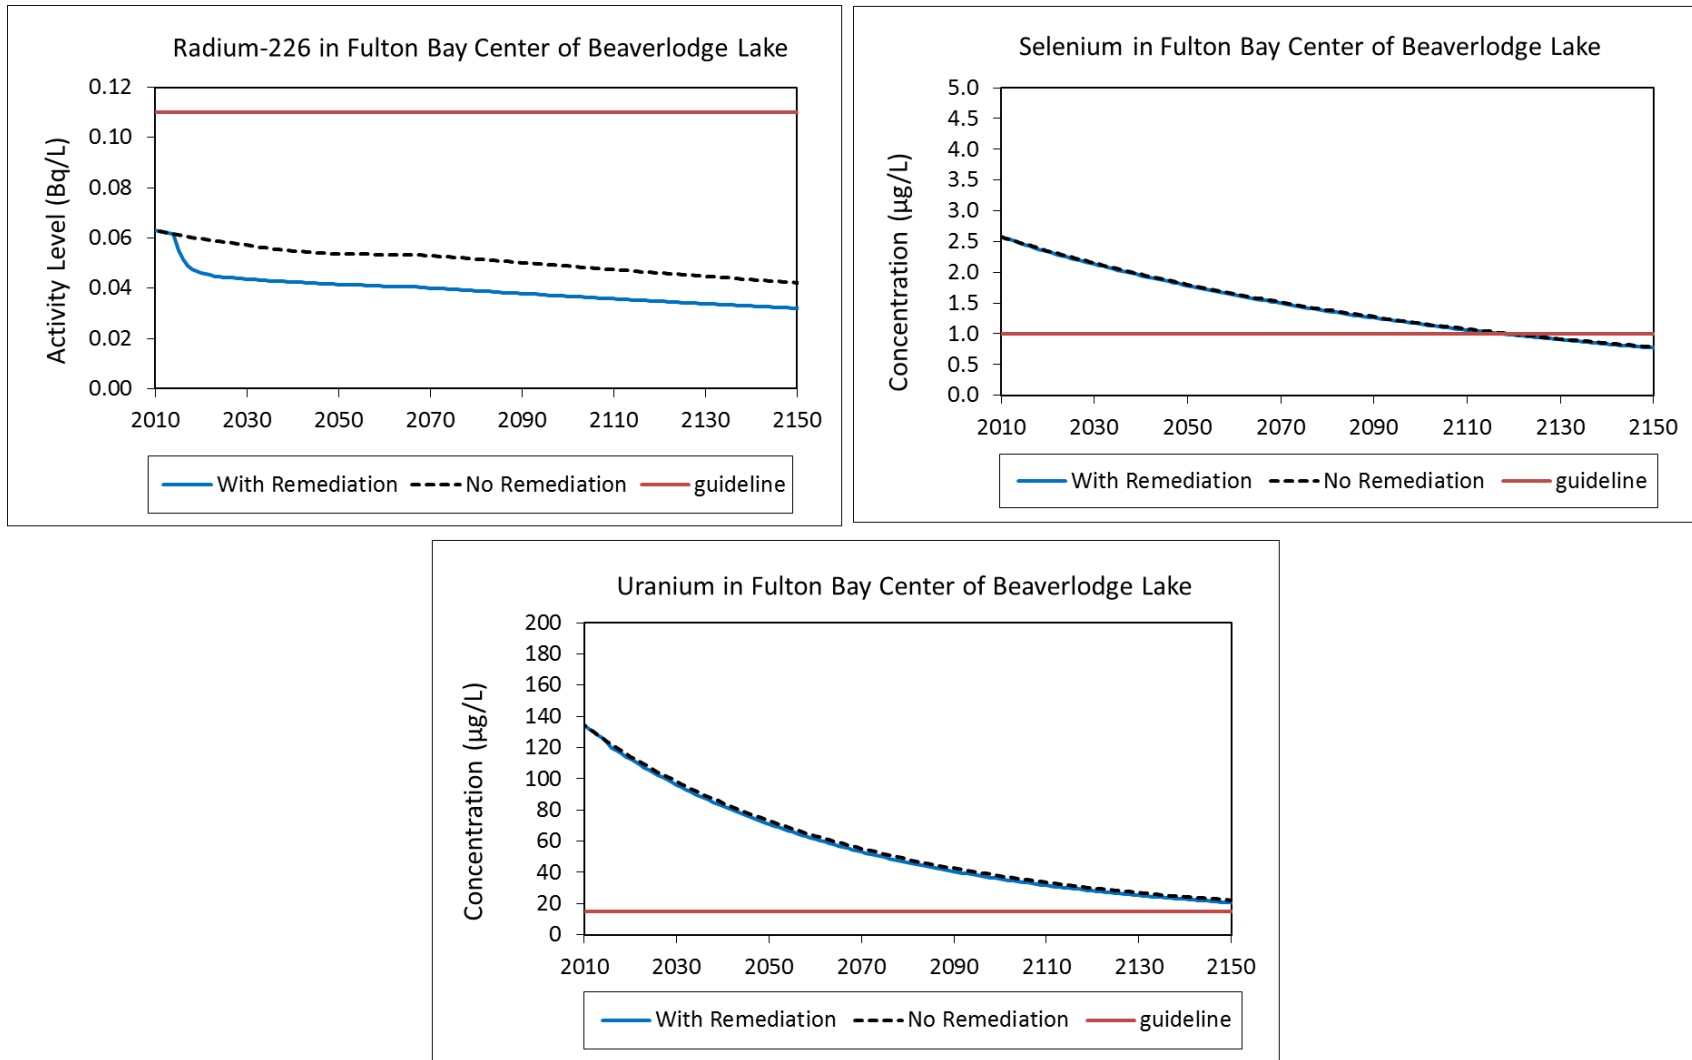 Radium-226 in Fulton Bay Center of Beaverlodge Lake
Activity Level (Bq/L)
0.12
0.10
0.08
0.06
0.04
0.02
0.00
2010 2030 2050 2070 2090 2110 2130 2150
With Remediation No Remediation guideline
Selenium in Fulton Bay Center of Beaverlodge Lake
Concentration (µg/L)
5.0
4.5
4.0
3.5
3.0
2.5
2.0
1.5
1.0
0.5
0.0
2010 2030 2050 2070 2090 2110 2130 2150
With Remediation No Remediation guideline
Uranium in Fulton Bay Center of Beaverlodge Lake
Concentration (µg/L)
200
180
160
140
120
100
80
60
40
20
0
2010 2030 2050 2070 2090 2110 2130 2150
With Remediation No Remediation guideline